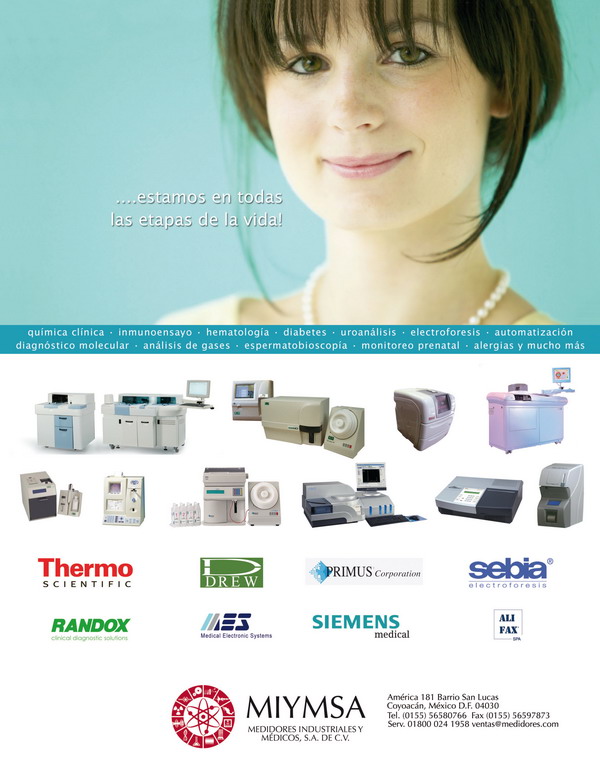 ....estamos en todas
las etapas de la vida!
química clínica · inmunoensayo · hematología · diabetes · uroanálisis · electroforesis · automatización
diagnóstico molecular · análisis de gases · espermatobioscopía · monitoreo prenatal · alergias y mucho más
Thermo
SCIENTIFIC
DREW
PRIMUS Corporation
sebia®
electroforesis
RANDOX
clinical diagnostic solutions
MES
Medical Electronic Systems
SIEMENS
medical
ALI
FAX
SPA
MIYMSA
MEDIDORES INDUSTRIALES Y
MÉDICOS, S.A. DE C.V.
América 181 Barrio San Lucas
Coyoacán, México D.F. 04030
Tel. (0155) 56580766 Fax (0155) 56597873
Serv. 01800 024 1958 ventas@medidores.com